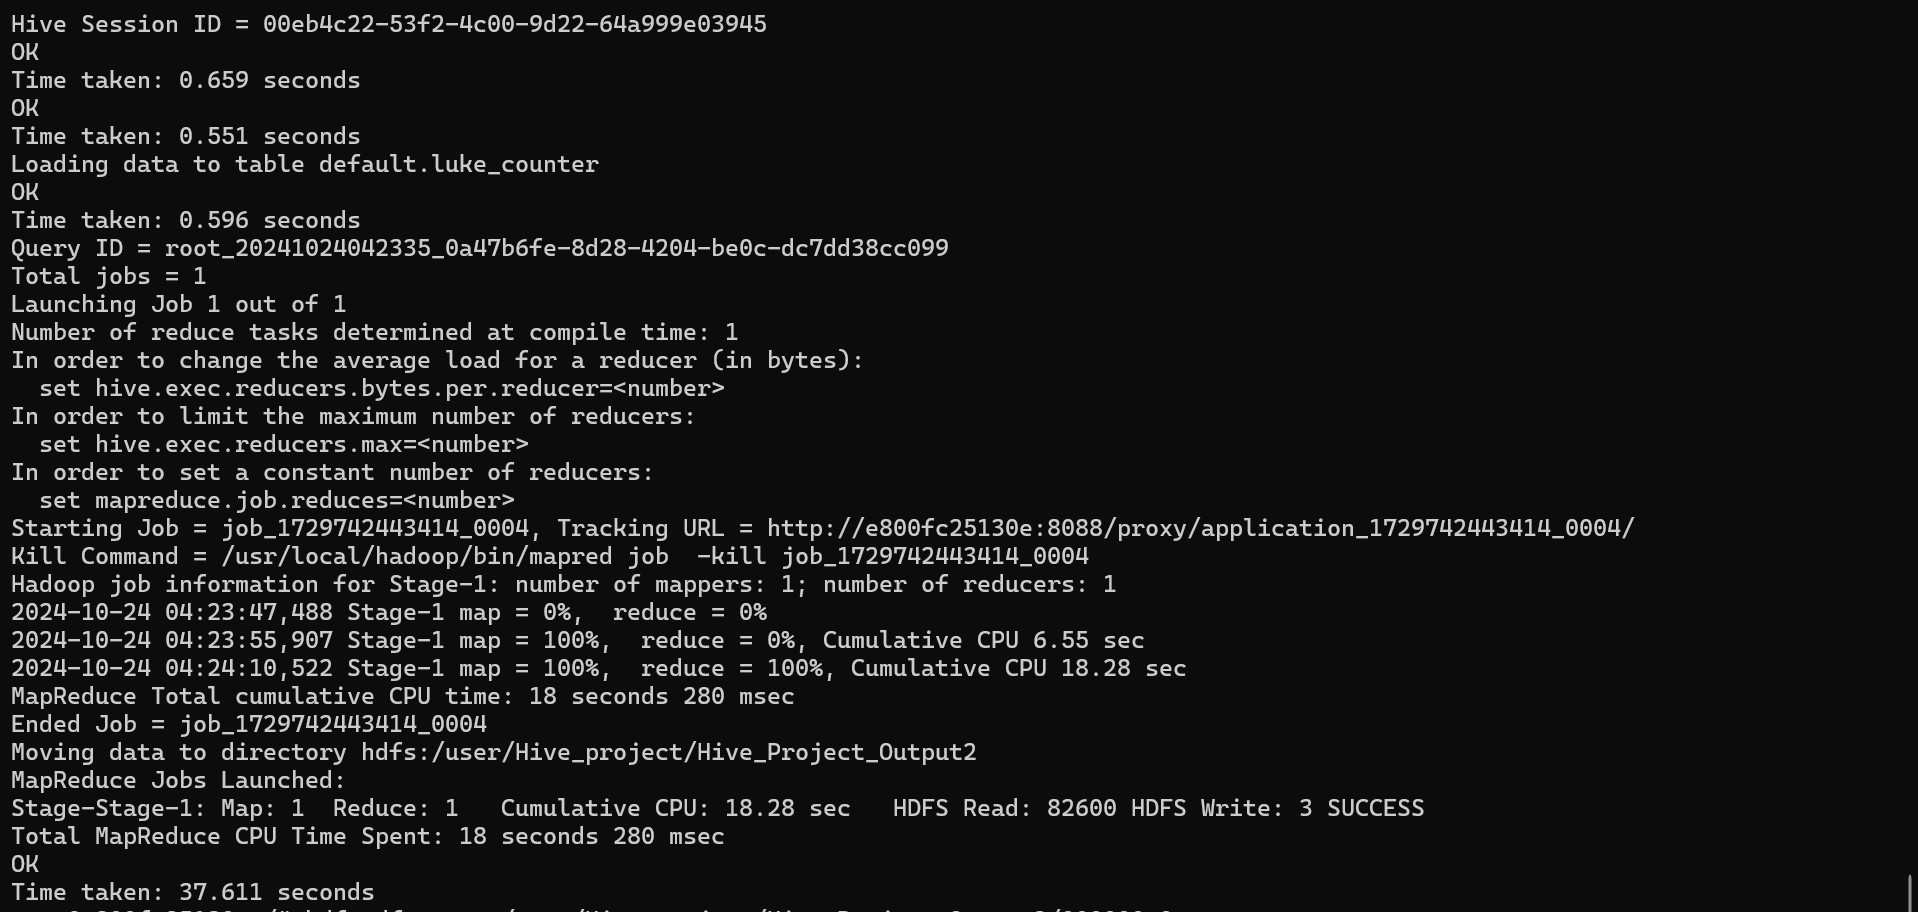 Hive Session ID = 00eb4c22-53f2-4c00-9d22-64a999e03945
OK
Time taken: 0.659 seconds
OK
Time taken: 0.551 seconds
Loading data to table default.luke_counter
OK
Time taken: 0.596 seconds
Query ID = root_20241024042335_0a47b6fe-8d28-4204-be0c-dc7dd38cc099
Total jobs = 1
Launching Job 1 out of 1
Number of reduce tasks determined at compile time: 1
In order to change the average load for a reducer (in bytes):
  set hive.exec.reducers.bytes.per.reducer=<number>
In order to limit the maximum number of reducers:
  set hive.exec.reducers.max=<number>
In order to set a constant number of reducers:
  set mapreduce.job.reduces=<number>
Starting Job = job_1729742443414_0004, Tracking URL = http://e800fc25130e:8088/proxy/application_1729742443414_0004/
Kill Command = /usr/local/hadoop/bin/mapred job  -kill job_1729742443414_0004
Hadoop job information for Stage-1: number of mappers: 1; number of reducers: 1
2024-10-24 04:23:47,488 Stage-1 map = 0%,  reduce = 0%
2024-10-24 04:23:55,907 Stage-1 map = 100%,  reduce = 0%, Cumulative CPU 6.55 sec
2024-10-24 04:24:10,522 Stage-1 map = 100%,  reduce = 100%, Cumulative CPU 18.28 sec
MapReduce Total cumulative CPU time: 18 seconds 280 msec
Ended Job = job_1729742443414_0004
Moving data to directory hdfs:/user/Hive_project/Hive_Project_Output2
MapReduce Jobs Launched:
Stage-Stage-1: Map: 1  Reduce: 1   Cumulative CPU: 18.28 sec   HDFS Read: 82600 HDFS Write: 3 SUCCESS
Total MapReduce CPU Time Spent: 18 seconds 280 msec
OK
Time taken: 37.611 seconds